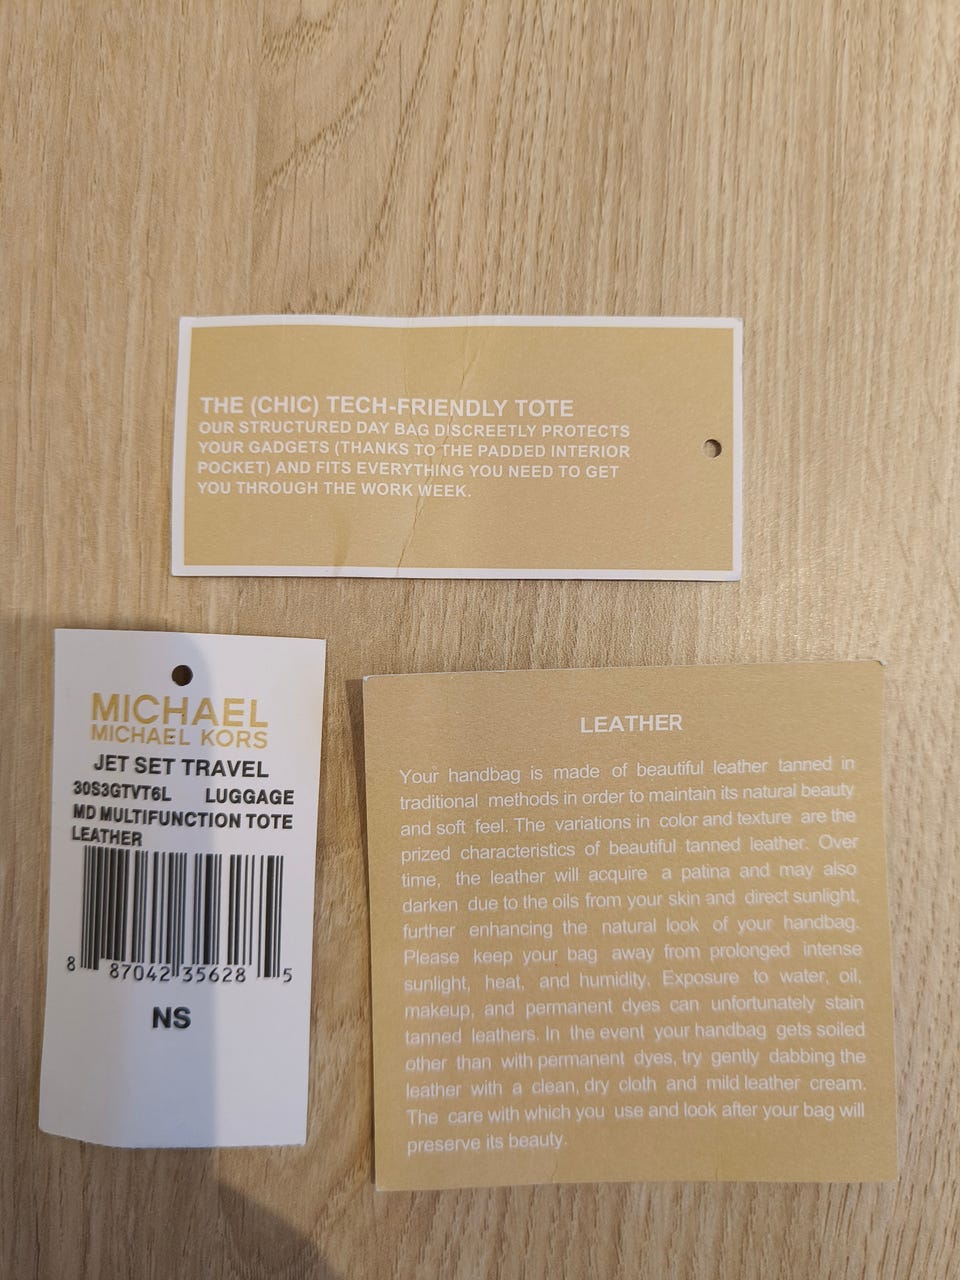 THE (CHIC) TECH-FRIENDLY TOTE
OUR STRUCTURED DAY BAG DISCREETLY PROTECTS
YOUR GADGETS (THANKS TO THE PADDED INTERIOR
POCKET) AND FITS EVERYTHING YOU NEED TO GET
YOU THROUGH THE WORK WEEK.
MICHAEL
MICHAEL KORS
JET SET TRAVEL
30S3GTVT6L LUGGAGE
MD MULTIFUNCTION TOTE
LEATHER
8 87042 35628 5
NS
LEATHER
Your handbag is made of beautiful leather tanned in
traditional methods in order to maintain its natural beauty
and soft feel. The variations in color and texture are the
prized characteristics of beautiful tanned leather. Over
time, the leather will acquire a patina and may also
darken due to the oils from your skin and direct sunlight,
further enhancing the natural look of your handbag.
Please keep your bag away from prolonged intense
sunlight, heat, and humidity. Exposure to water, oil,
makeup, and permanent dyes can unfortunately stain
tanned leathers. In the event your handbag gets soiled
other than with permanent dyes, try gently dabbing the
leather with a clean, dry cloth and mild leather cream.
The care with which you use and look after your bag will
preserve its beauty.